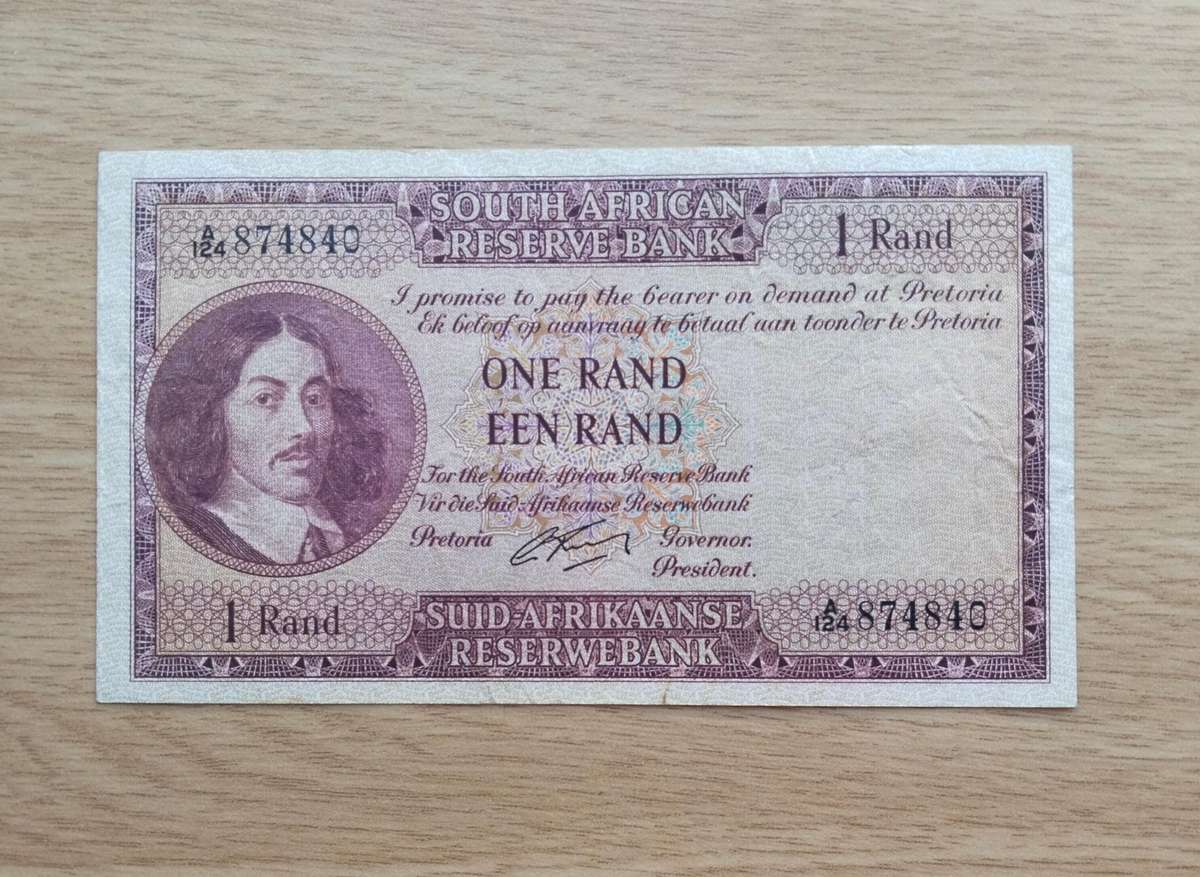 SOUTH AFRICAN
RESERVE BANK
A/124 874840
1 Rand
I promise to pay the bearer on demand at Pretoria
Ek beloof op aanvraag te betaal aan toonder te Pretoria
ONE RAND
EEN RAND
For the South African Reserve Bank
Vir die Suid-Afrikaanse Reserwebank
Pretoria
Governor.
President.
1 Rand
SUID-AFRIKAANSE
RESERWEBANK
A/124 874840